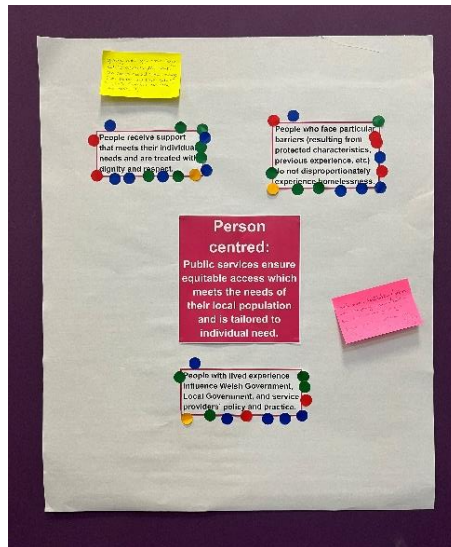 People receive support
that meets their individual
needs and are treated with
dignity and respect.
People who face particular
barriers (resulting from
protected characteristics,
previous experience, etc)
do not disproportionately
experience homelessness.
Person
centred:
Public services ensure
equitable access which
meets the needs of
their local population
and is tailored to
individual need.
People with lived experience
influence Welsh Government,
Local Government, and service
providers' policy and practice.